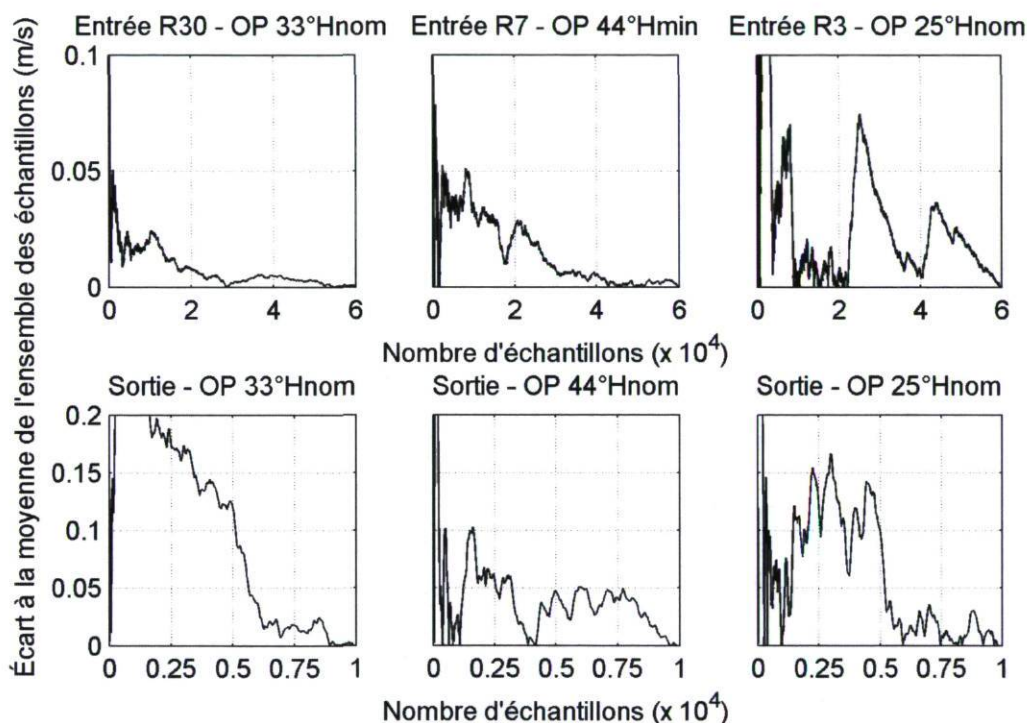 Entrée R30 - OP 33°Hnom Entrée R7 - OP 44°Hmin Entrée R3 - OP 25°Hnom
Écart à la moyenne de l'ensemble des échantillons (m/s)
0.1
0.05
0
0 2 4 6 0 2 4 6 0 2 4 6
Nombre d'échantillons (x 10^4)
Sortie - OP 33°Hnom Sortie - OP 44°Hnom Sortie - OP 25°Hnom
0.2
0.15
0.1
0.05
0
0 0.25 0.5 0.75 1 0 0.25 0.5 0.75 1 0 0.25 0.5 0.75 1
Nombre d'échantillons (x 10^4)